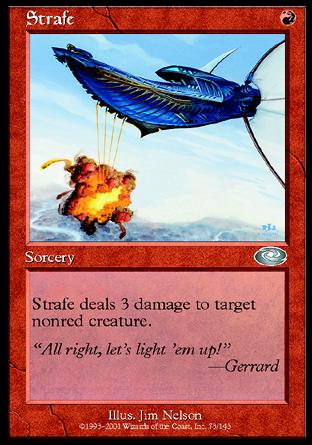 Strafe
Sorcery
Strafe deals 3 damage to target
nonred creature.
"All right, let's light 'em up!"
—Gerrard
Illus. Jim Nelson
©1993-2001 Wizards of the Coast, Inc. 73/143